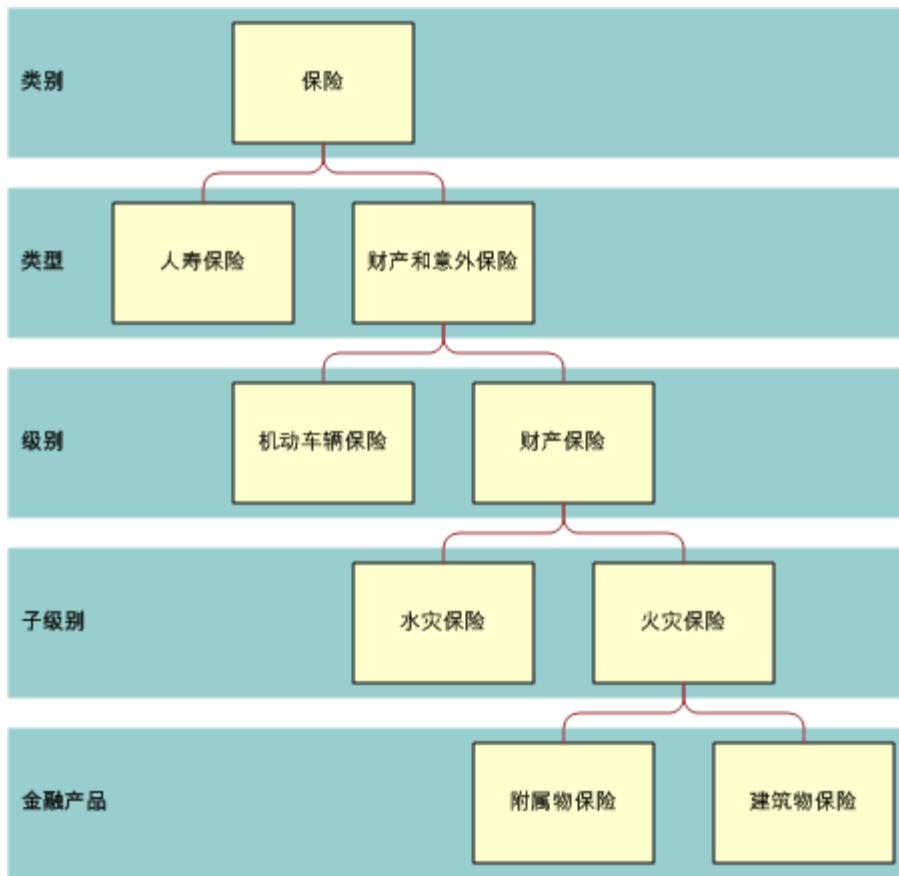 类别
保险
类型
人寿保险
财产和意外保险
级别
机动车辆保险
财产保险
子级别
水灾保险
火灾保险
金融产品
附属物保险
建筑物保险